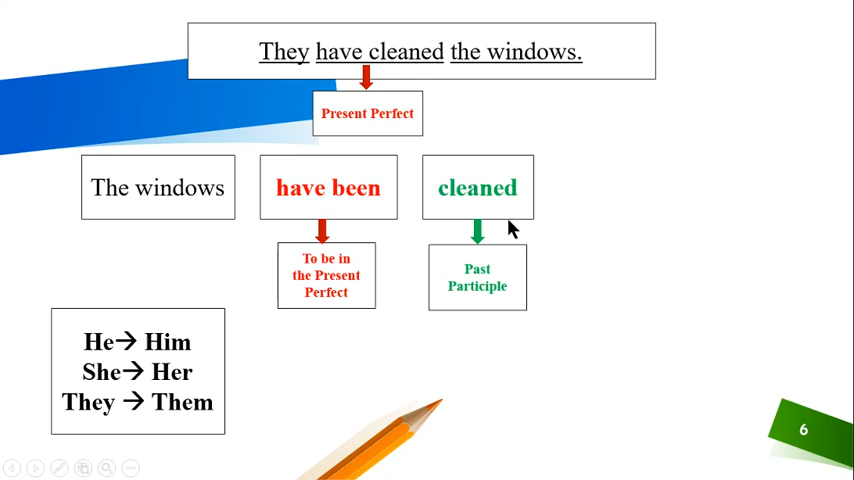 They have cleaned the windows.
Present Perfect
The windows
have been
cleaned
To be in
the Present
Perfect
Past
Participle
He→ Him
She→ Her
They → Them
6